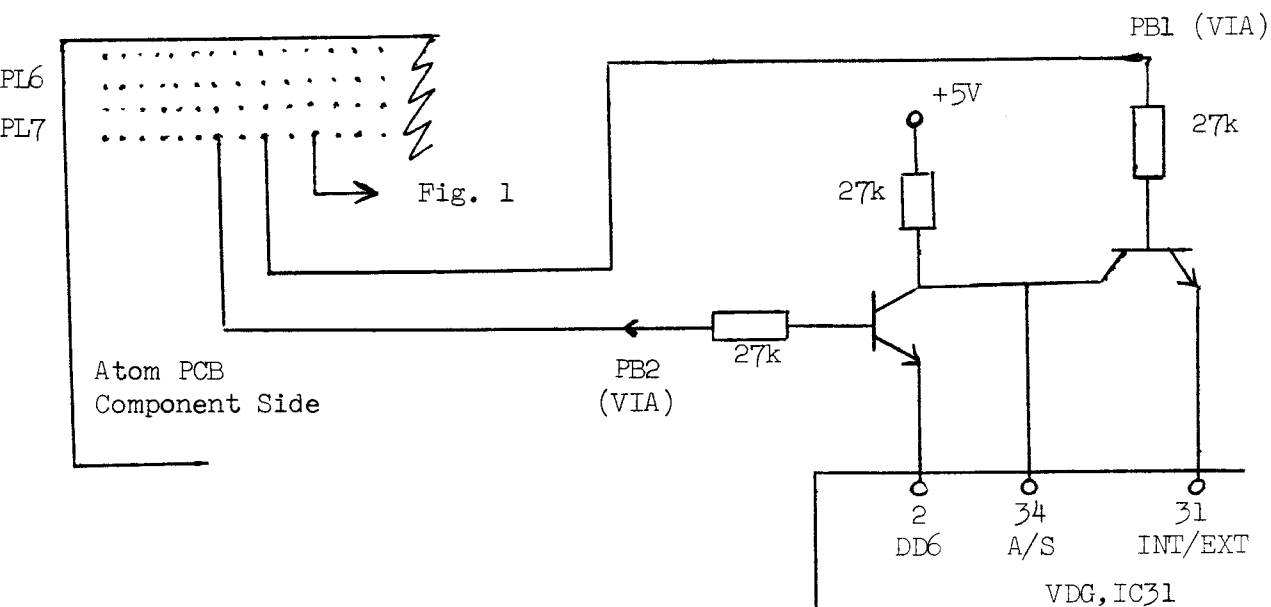 PB1 (VIA)
PL6
PL7
+5V
27k
27k
Fig. 1
27k
PB2
(VIA)
Atom PCB
Component Side
2
34
31
DD6
A/S
INT/EXT
VDG, IC31